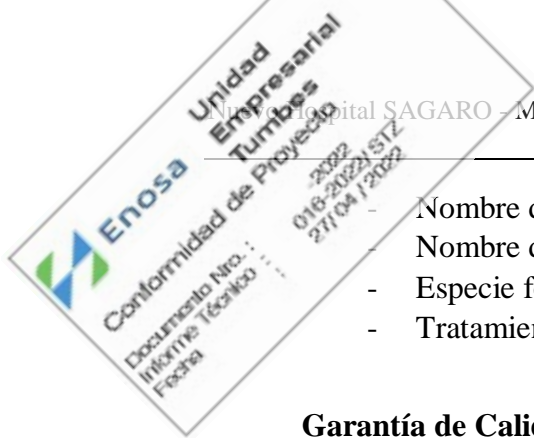 Enosa
Unidad
Empresarial
Tumbes
Conformidad de Proyecto
Documento Nro. : -2022
Informe Técnico : 016-2022/ STZ
Fecha : 27/ 04 / 2022
Nuevo Hospital SAGARO - M
- Nombre d
- Nombre d
- Especie f
- Tratamien
Garantía de Calid